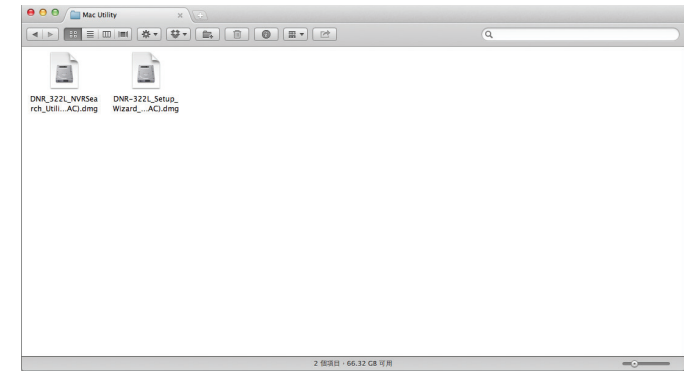 Mac Utility
DNR_322L_NVRSea
rch_Utili...AC).dmg
DNR-322L_Setup_
Wizard_...AC).dmg
2 個項目，66.32 GB 可用